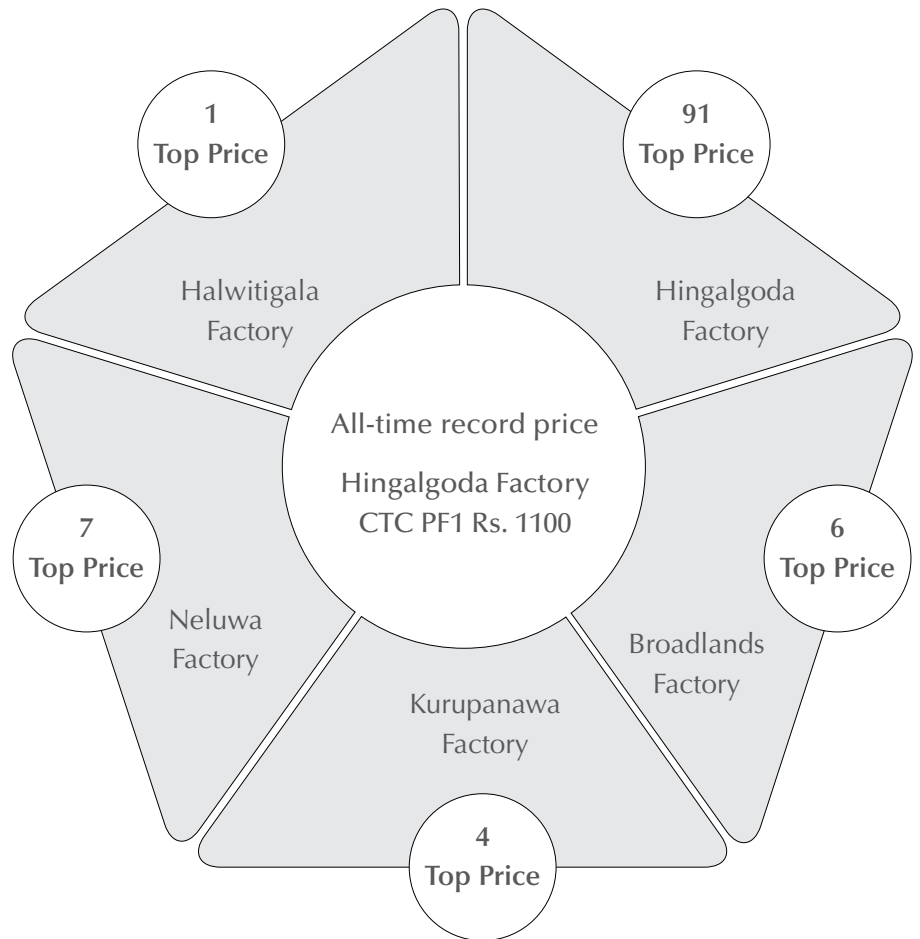 1
Top Price
Halwitigala
Factory
91
Top Price
Hingalgoda
Factory
All-time record price
Hingalgoda Factory
CTC PF1 Rs. 1100
7
Top Price
Neluwa
Factory
6
Top Price
Broadlands
Factory
Kurupanawa
Factory
4
Top Price